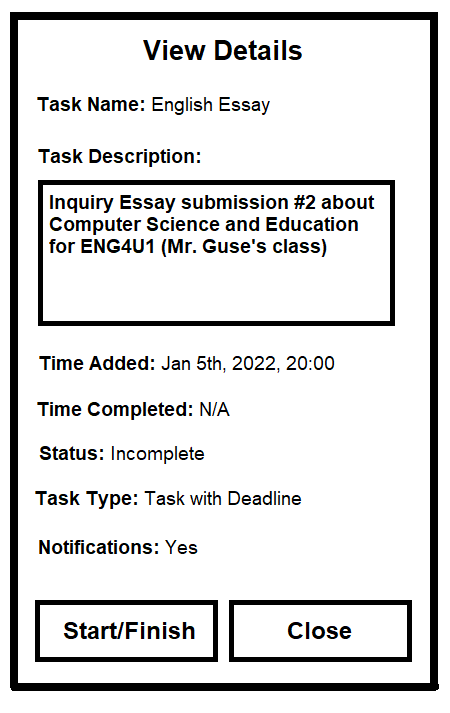 View Details
Task Name: English Essay
Task Description:
Inquiry Essay submission #2 about
Computer Science and Education
for ENG4U1 (Mr. Guse's class)
Time Added: Jan 5th, 2022, 20:00
Time Completed: N/A
Status: Incomplete
Task Type: Task with Deadline
Notifications: Yes
Start/Finish Close